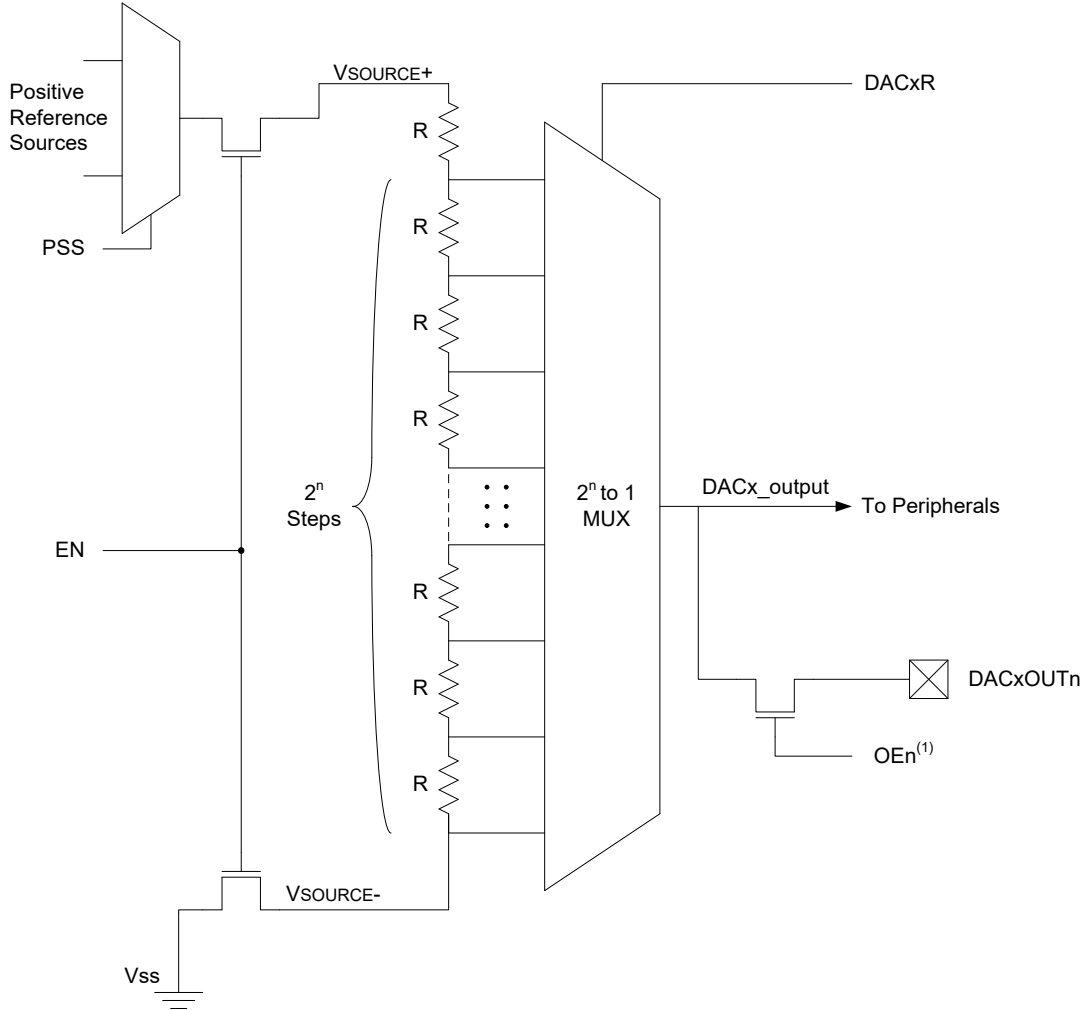 Positive
Reference
Sources
PSS
EN
VSOURCE+
R
R
R
R
2ⁿ
Steps
R
R
R
VSOURCE-
Vss
2ⁿ to 1
MUX
DACxR
DACx_output
To Peripherals
DACxOUTn
OEn⁽¹⁾